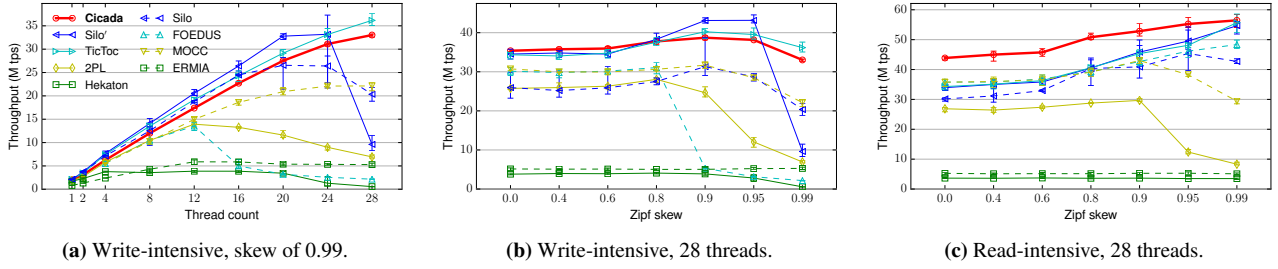 Throughput (M tps)
35
30
25
20
15
10
5
0
Cicada
Silo′
TicToc
2PL
Hekaton
Silo
FOEDUS
MOCC
ERMIA
1 2 4 8 12 16 20 24 28
Thread count
(a) Write-intensive, skew of 0.99.
Throughput (M tps)
50
40
30
20
10
0
0.0 0.4 0.6 0.8 0.9 0.95 0.99
Zipf skew
(b) Write-intensive, 28 threads.
Throughput (M tps)
60
50
40
30
20
10
0
0.0 0.4 0.6 0.8 0.9 0.95 0.99
Zipf skew
(c) Read-intensive, 28 threads.